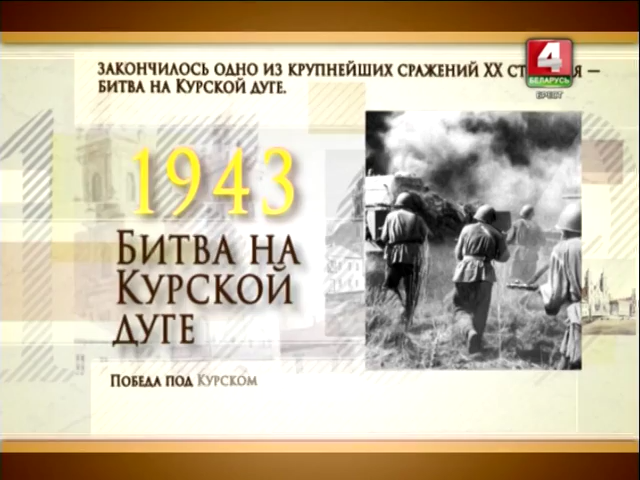 ЗАКОНЧИЛОСЬ ОДНО ИЗ КРУПНЕЙШИХ СРАЖЕНИЙ XX —
БИТВА НА КУРСКОЙ ДУГЕ.
4
БЕЛАРУСЬ
БРЕСТ
1943
БИТВА НА
КУРСКОЙ
ДУГЕ
ПОБЕДА ПОД КУРСКОМ